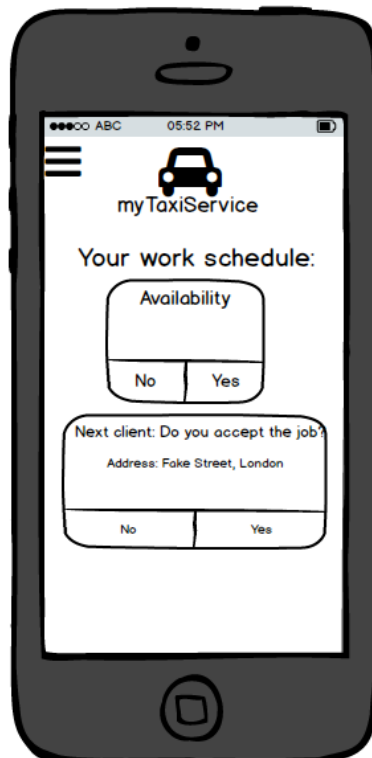 ABC 05:52 PM
myTaxiService
Your work schedule:
Availability
No Yes
Next client: Do you accept the job?
Address: Fake Street, London
No Yes